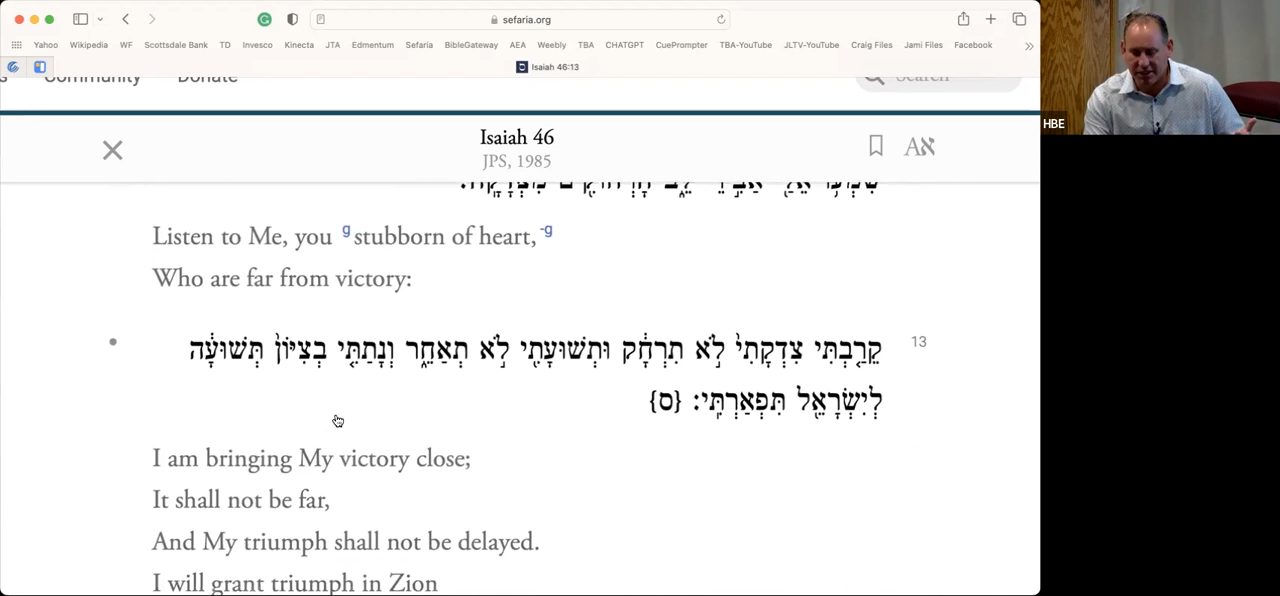 sefaria.org
Yahoo Wikipedia WF Scottsdale Bank TD Invesco Kinecta JTA Edmentum Sefaria BibleGateway AEA Weebly TBA CHATGPT CuePrompter TBA-YouTube JLTV-YouTube Craig Files Jami Files Facebook
Isaiah 46:13
Community Donate Search
HBE
Isaiah 46
JPS, 1985
Listen to Me, you g stubborn of heart, -g
Who are far from victory:
קֵרַ֤בְתִּי צִדְקָתִי֙ לֹ֣א תִרְחָ֔ק וּתְשׁוּעָתִ֖י לֹ֣א תְאַחֵ֑ר וְנָתַתִּ֤י בְצִיּוֹן֙ תְּשׁוּעָ֔ה
13
לְיִשְׂרָאֵ֖ל תִּפְאַרְתִּֽי׃ {ס}
I am bringing My victory close;
It shall not be far,
And My triumph shall not be delayed.
I will grant triumph in Zion